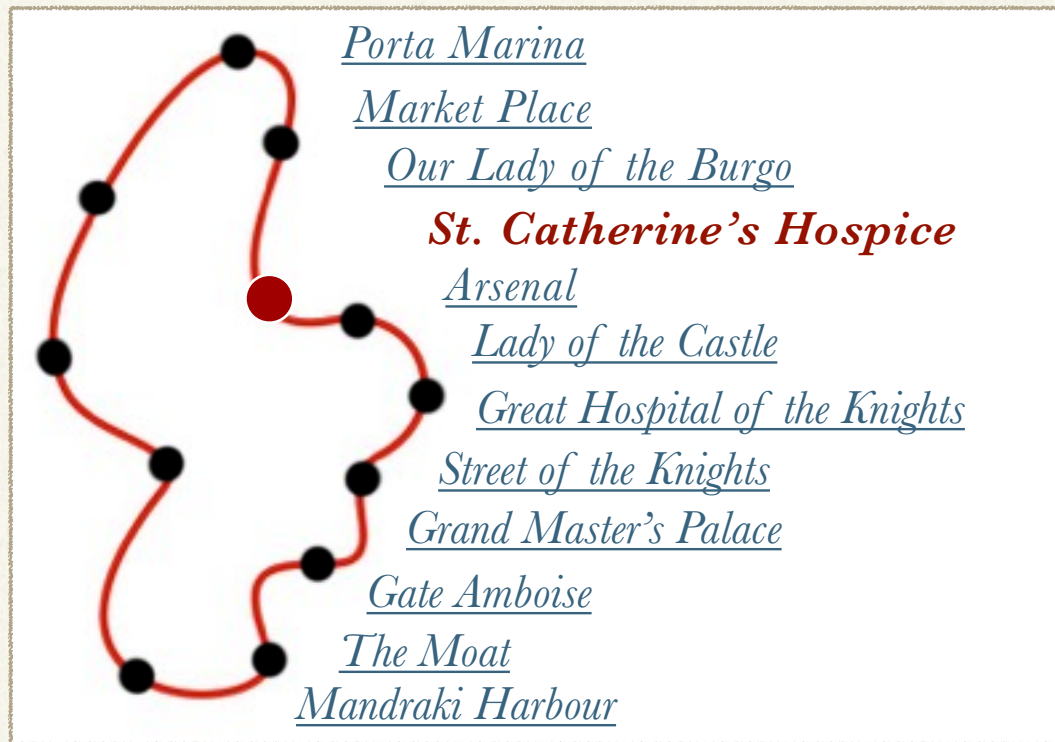 Porta Marina
Market Place
Our Lady of the Burgo
St. Catherine’s Hospice
Arsenal
Lady of the Castle
Great Hospital of the Knights
Street of the Knights
Grand Master’s Palace
Gate Amboise
The Moat
Mandraki Harbour